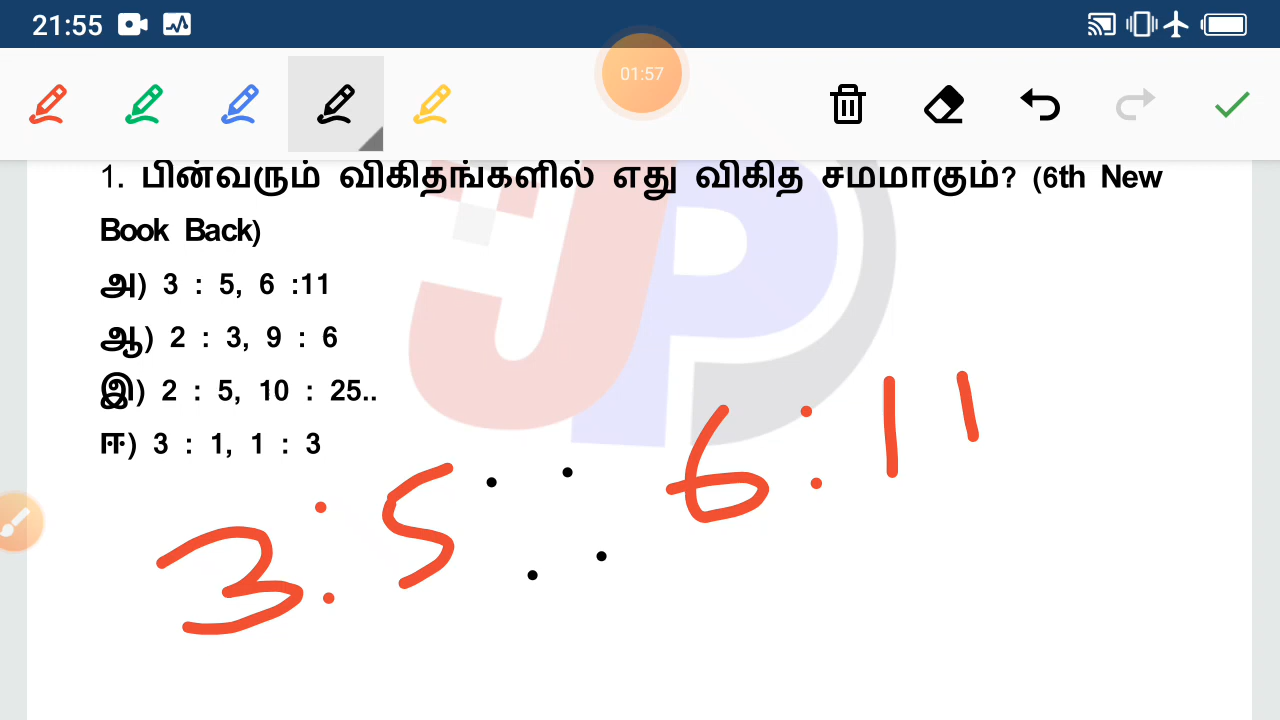 21:55
01:57
1. பின்வரும் விகிதங்களில் எது விகித சமமாகும்? (6th New
Book Back)
அ) 3 : 5, 6 :11
ஆ) 2 : 3, 9 : 6
இ) 2 : 5, 10 : 25..
ஈ) 3 : 1, 1 : 3
3 : 5 :: 6 : 11
JP